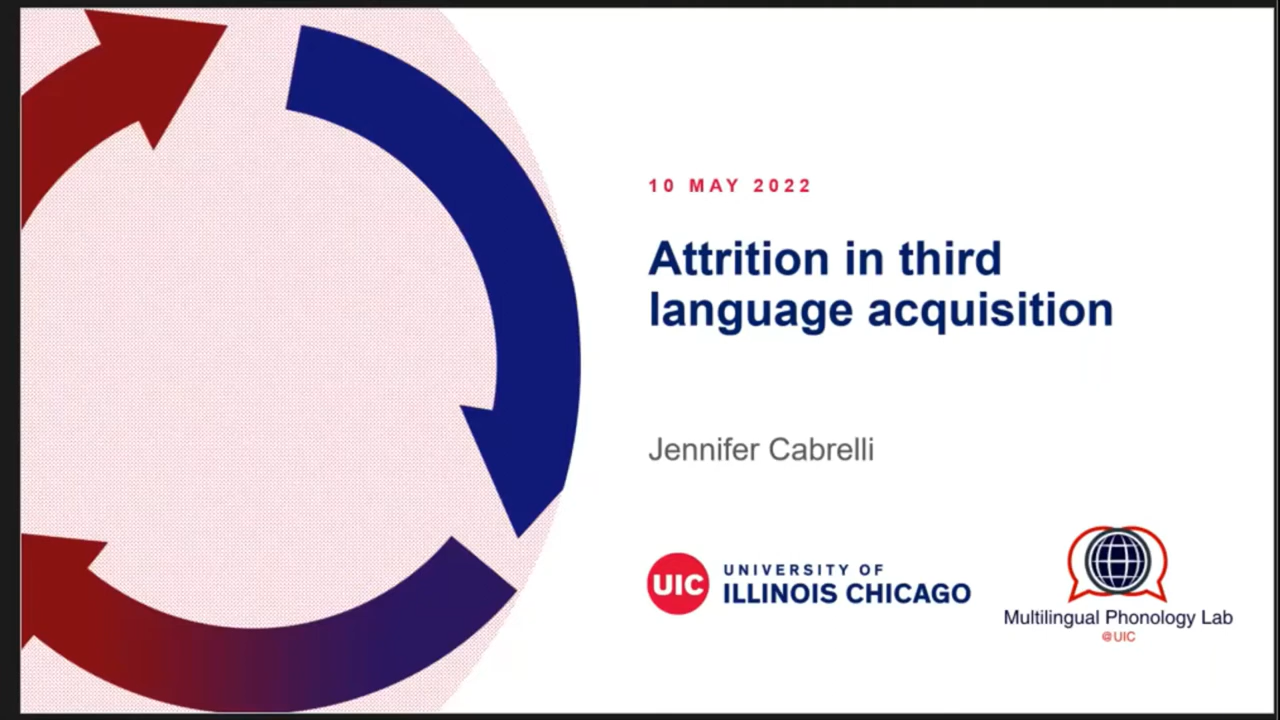 10 MAY 2022
Attrition in third
language acquisition
Jennifer Cabrelli
UIC
UNIVERSITY OF
ILLINOIS CHICAGO
Multilingual Phonology Lab
@UIC